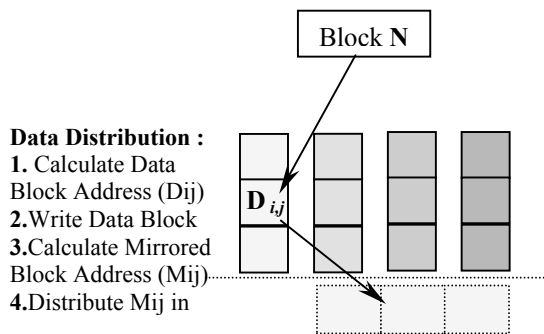 Block N
Data Distribution :
1. Calculate Data
Block Address (Dij)
2.Write Data Block
3.Calculate Mirrored
Block Address (Mij)
4.Distribute Mij in
D i,j